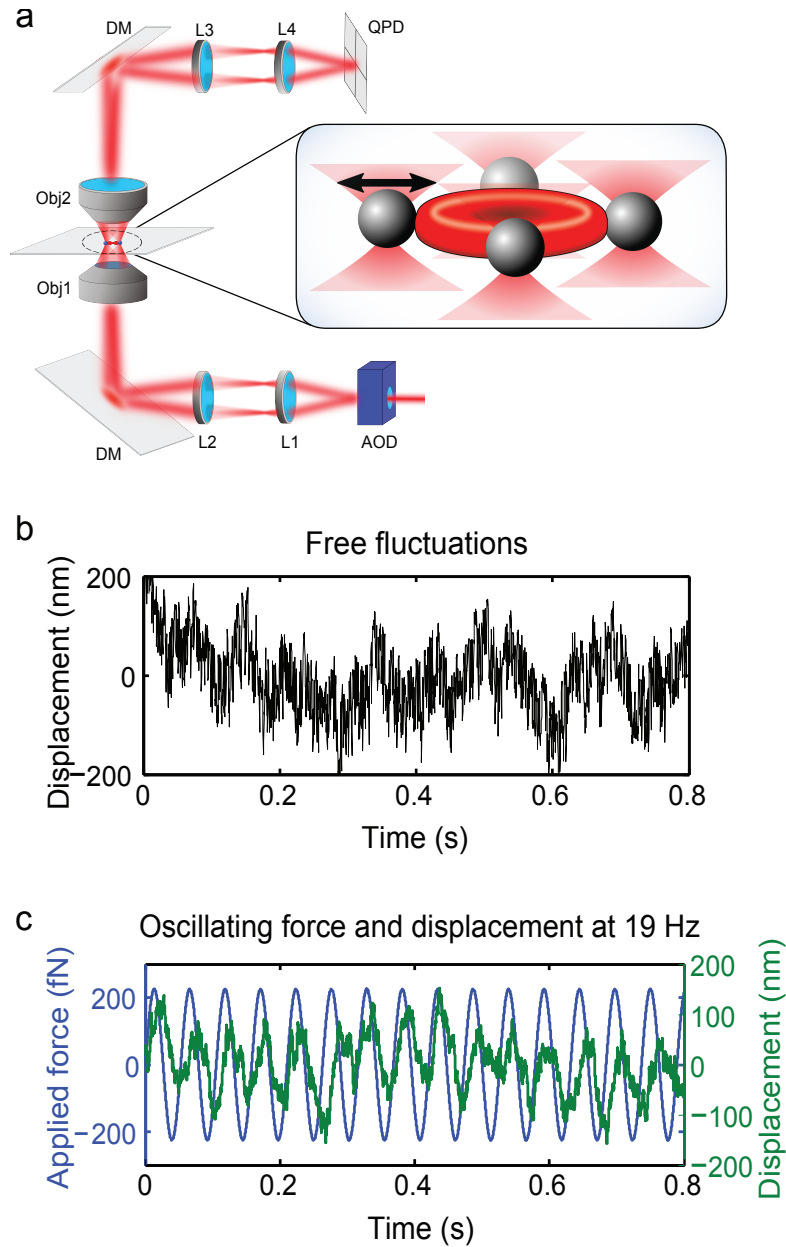 a
DM
L3
L4
QPD
Obj2
Obj1
DM
L2
L1
AOD
b
Free fluctuations
Displacement (nm)
200
0
−200
0
0.2
0.4
0.6
0.8
Time (s)
c
Oscillating force and displacement at 19 Hz
Applied force (fN)
200
0
−200
200
100
0
−100
−200
Displacement (nm)
0
0.2
0.4
0.6
0.8
Time (s)